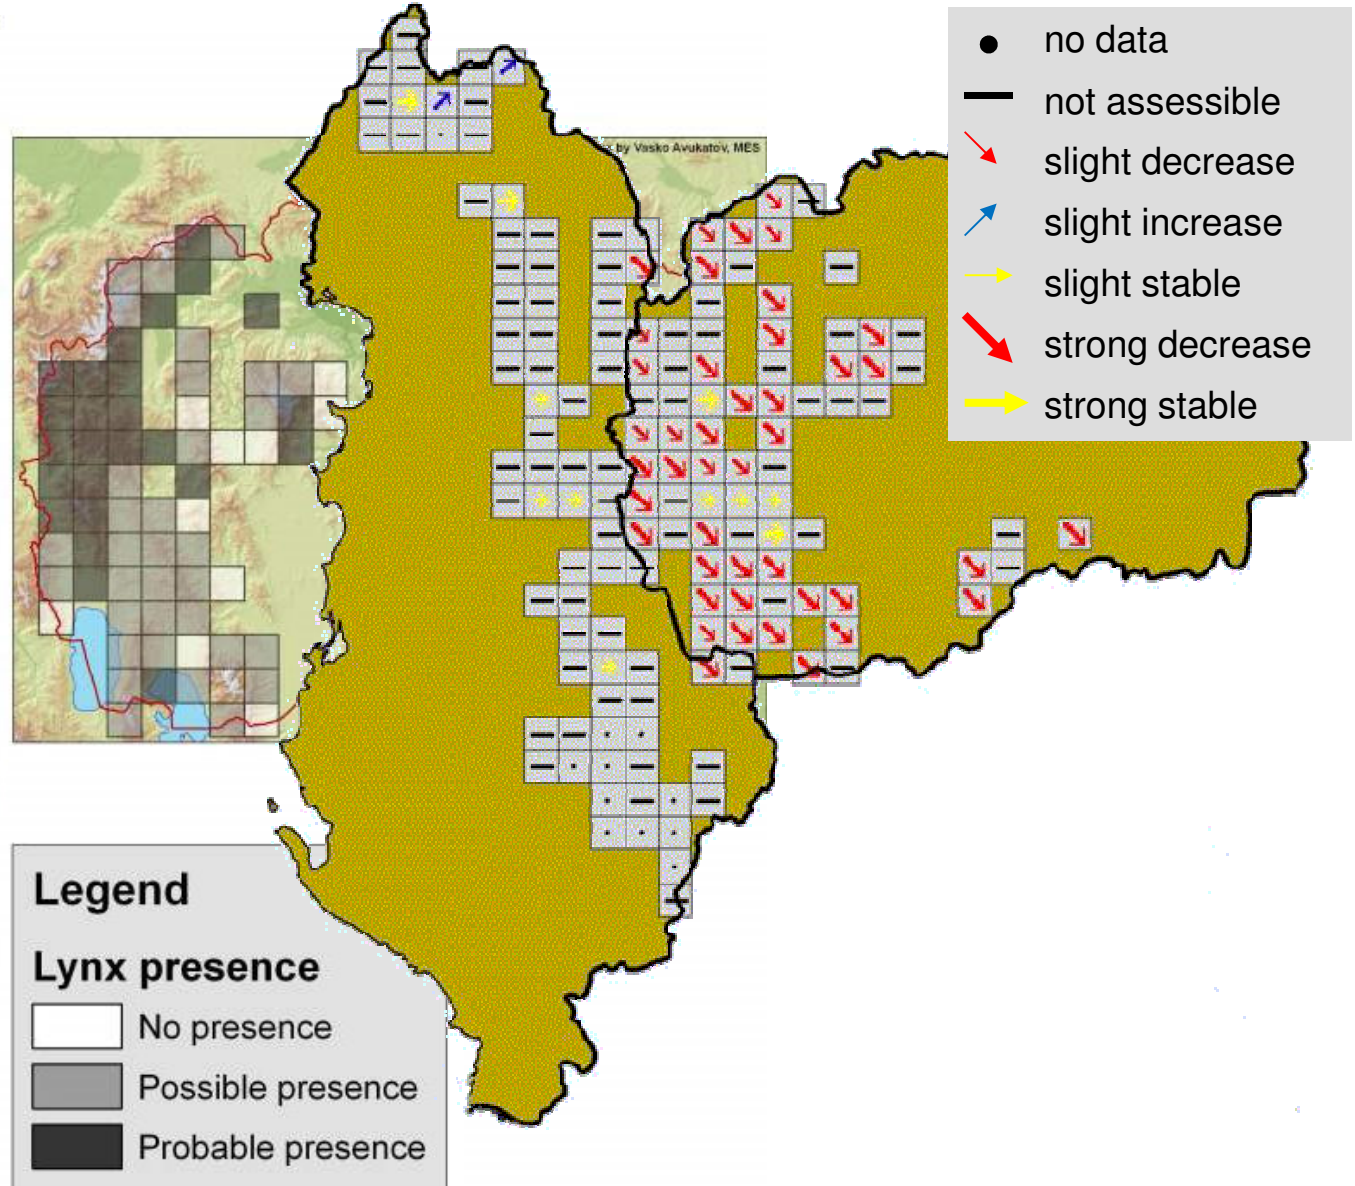 no data
not assessible
slight decrease
slight increase
slight stable
strong decrease
strong stable
by Vasko Avukatov, MES
Legend
Lynx presence
No presence
Possible presence
Probable presence